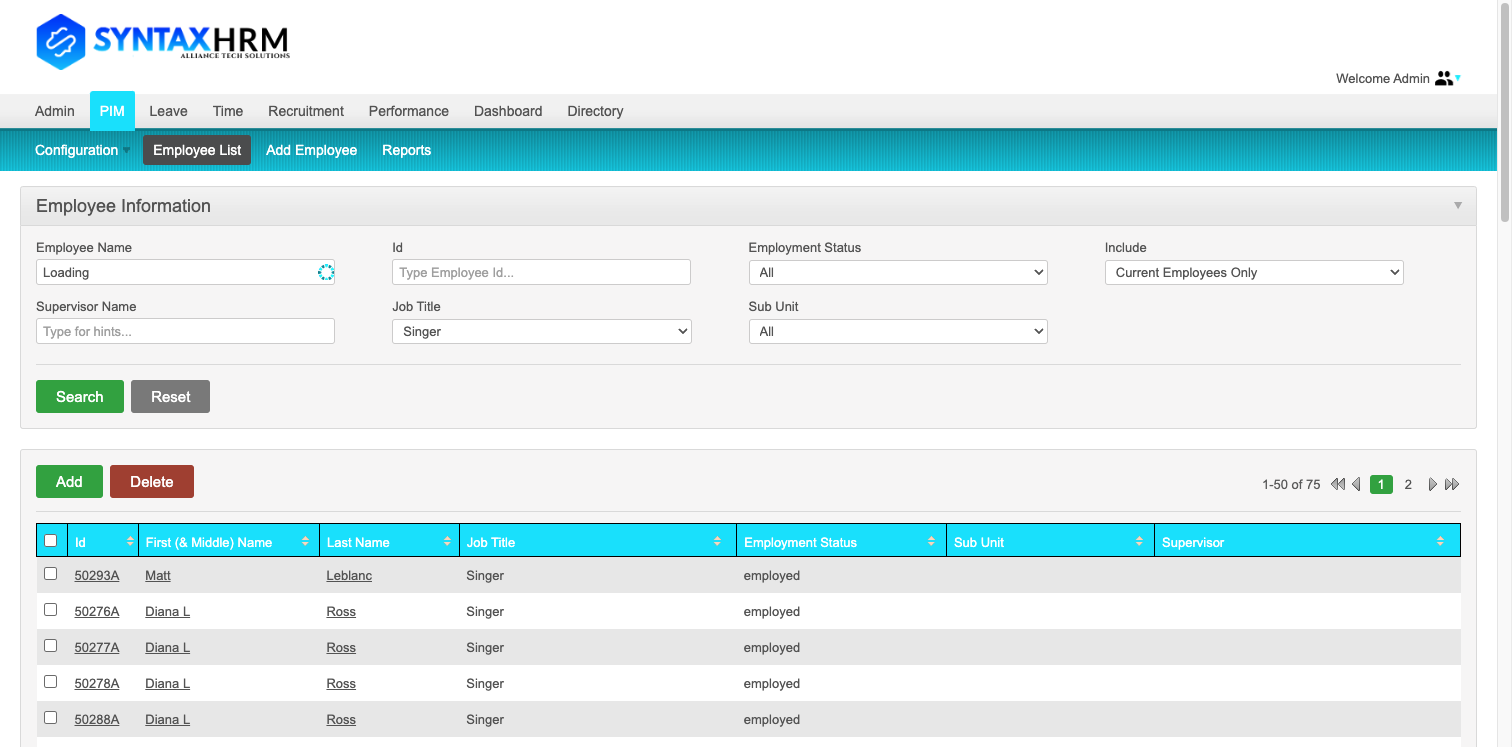 SYNTAXHRM
ALLIANCE TECH SOLUTIONS
Welcome Admin
Admin PIM Leave Time Recruitment Performance Dashboard Directory
Configuration Employee List Add Employee Reports
Employee Information
Employee Name Id Employment Status Include
Loading Type Employee Id... All Current Employees Only
Supervisor Name Job Title Sub Unit
Type for hints... Singer All
Search Reset
Add Delete 1-50 of 75 1 2
Id First (& Middle) Name Last Name Job Title Employment Status Sub Unit Supervisor
50293A Matt Leblanc Singer employed
50276A Diana L Ross Singer employed
50277A Diana L Ross Singer employed
50278A Diana L Ross Singer employed
50288A Diana L Ross Singer employed